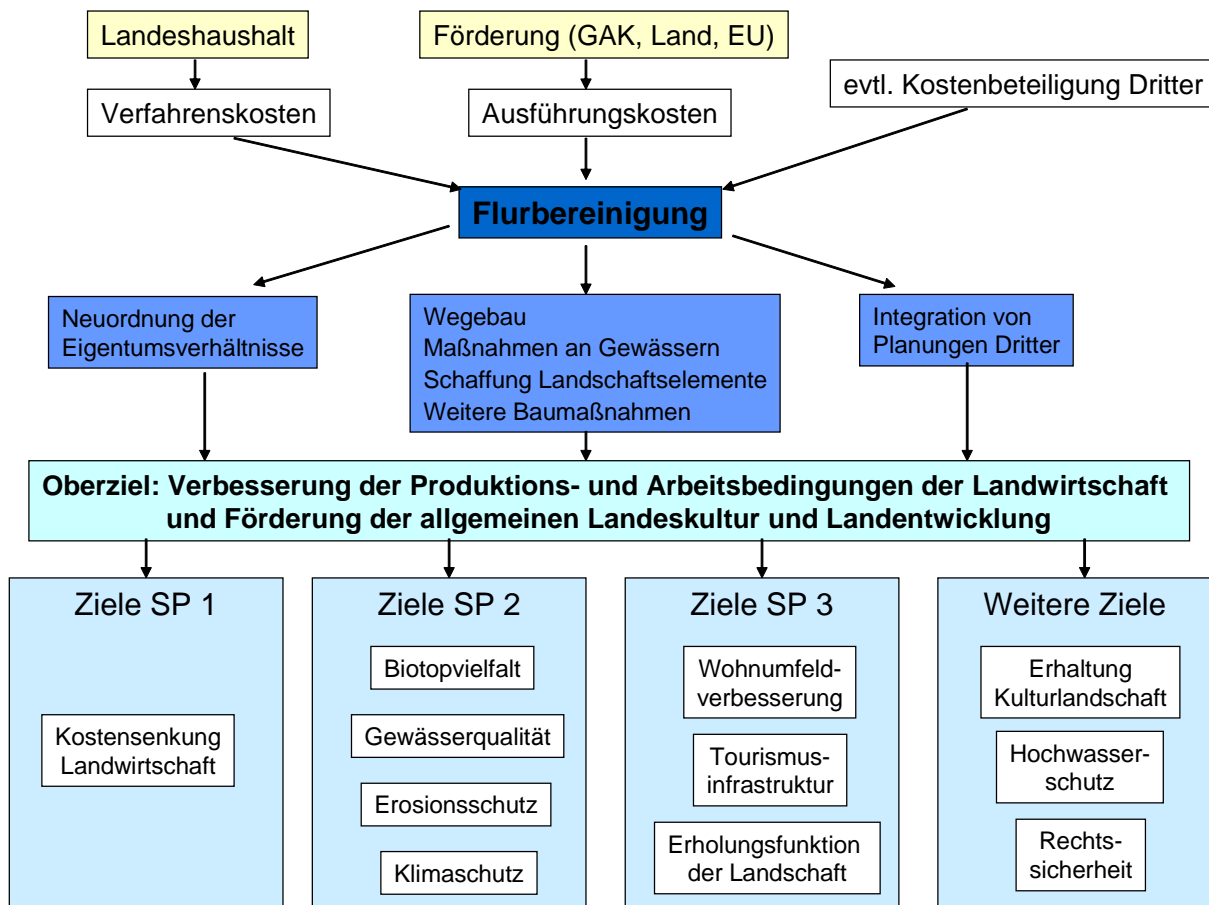 Landeshaushalt
Förderung (GAK, Land, EU)
evtl. Kostenbeteiligung Dritter
Verfahrenskosten
Ausführungskosten
Flurbereinigung
Neuordnung der
Eigentumsverhältnisse
Wegebau
Maßnahmen an Gewässern
Schaffung Landschaftselemente
Weitere Baumaßnahmen
Integration von
Planungen Dritter
Oberziel: Verbesserung der Produktions- und Arbeitsbedingungen der Landwirtschaft
und Förderung der allgemeinen Landeskultur und Landentwicklung
Ziele SP 1
Kostensenkung
Landwirtschaft
Ziele SP 2
Biotopvielfalt
Gewässerqualität
Erosionsschutz
Klimaschutz
Ziele SP 3
Wohnumfeld-
verbesserung
Tourismus-
infrastruktur
Erholungsfunktion
der Landschaft
Weitere Ziele
Erhaltung
Kulturlandschaft
Hochwasser-
schutz
Rechts-
sicherheit